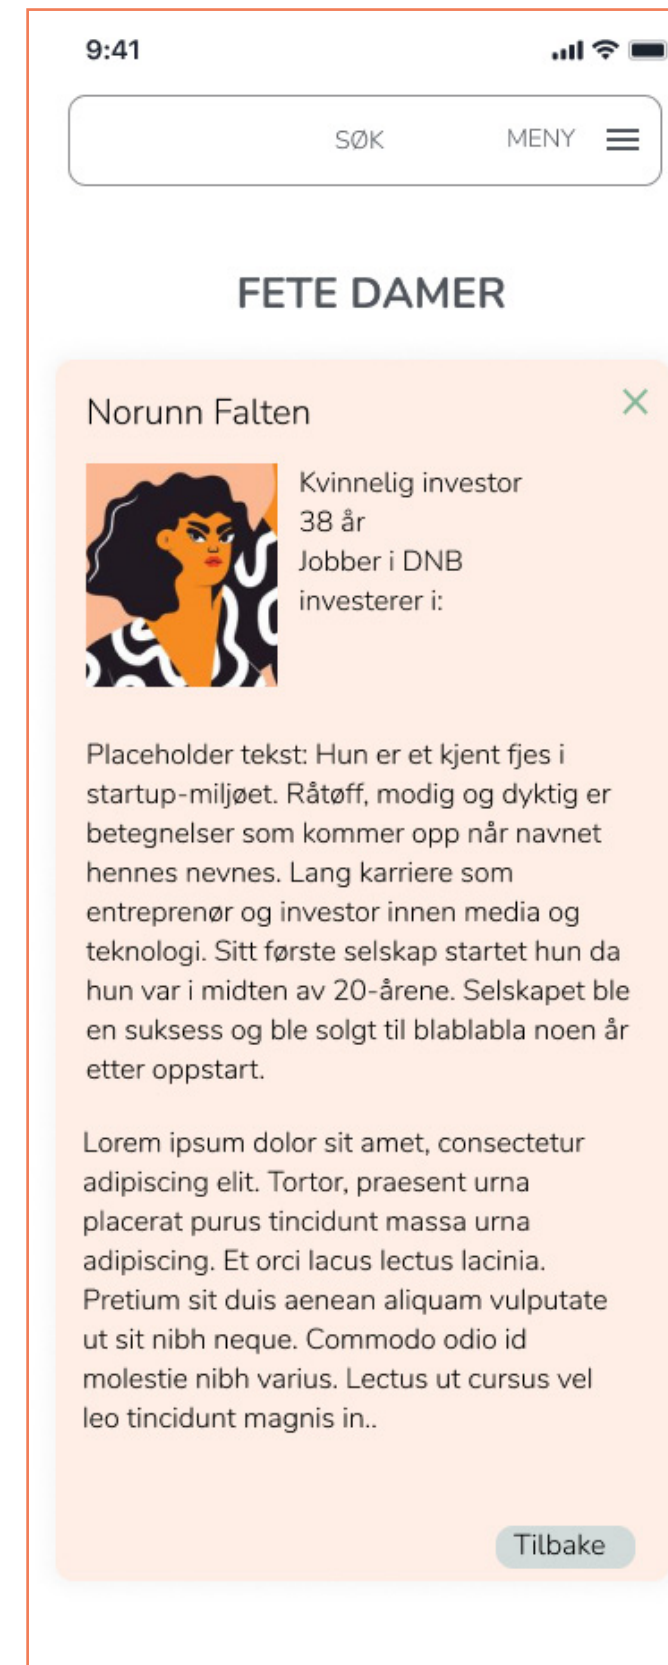 9:41
SØK MENY
FETE DAMER
Norunn Falten
Kvinnelig investor
38 år
Jobber i DNB
investerer i:
Placeholder tekst: Hun er et kjent fjes i
startup-miljøet. Råtøff, modig og dyktig er
betegnelser som kommer opp når navnet
hennes nevnes. Lang karriere som
entreprenør og investor innen media og
teknologi. Sitt første selskap startet hun da
hun var i midten av 20-årene. Selskapet ble
en suksess og ble solgt til blablabla noen år
etter oppstart.
Lorem ipsum dolor sit amet, consectetur
adipiscing elit. Tortor, praesent urna
placerat purus tincidunt massa urna
adipiscing. Et orci lacus lectus lacinia.
Pretium sit duis aenean aliquam vulputate
ut sit nibh neque. Commodo odio id
molestie nibh varius. Lectus ut cursus vel
leo tincidunt magnis in..
Tilbake